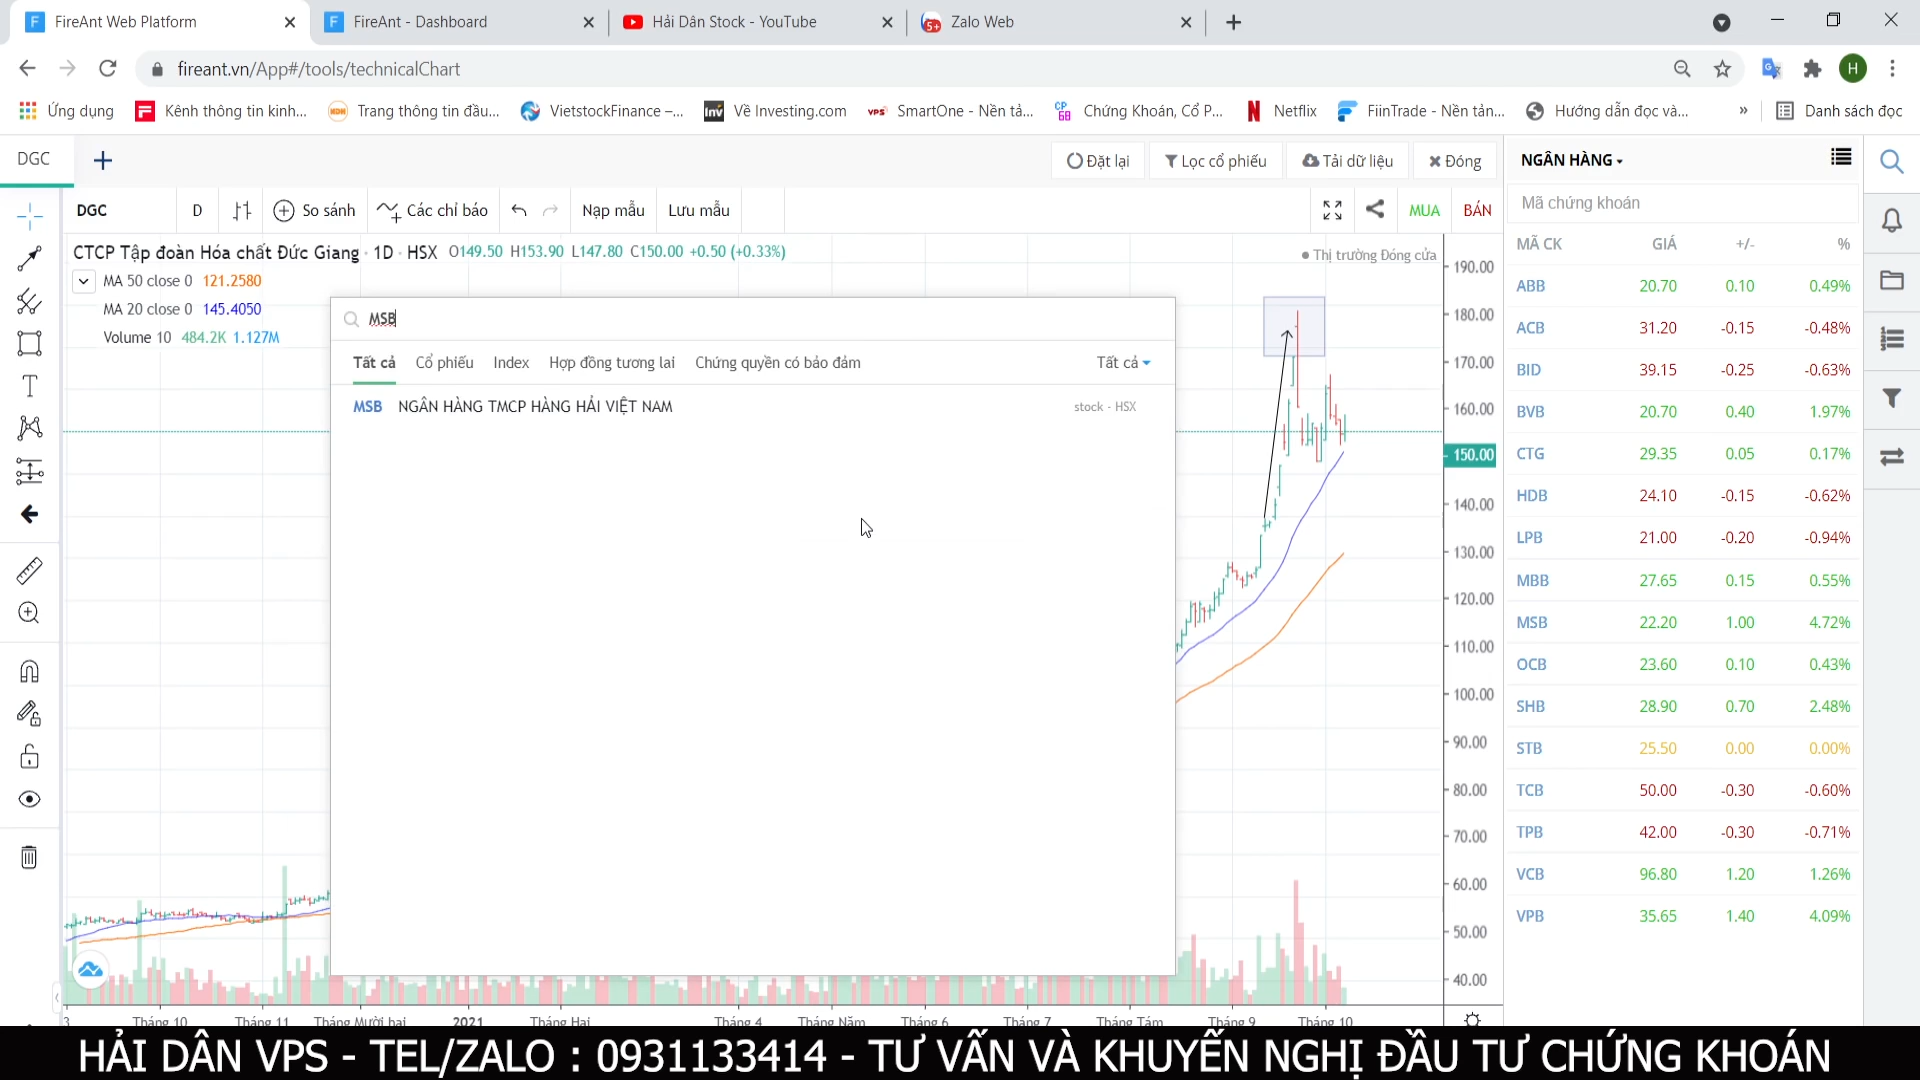 FireAnt Web Platform
FireAnt - Dashboard
Hải Dân Stock - YouTube
5+
Zalo Web
fireant.vn/App#/tools/technicalChart
H
Ứng dụng
Kênh thông tin kinh...
Trang thông tin đầu...
VietstockFinance –...
Inv
Về Investing.com
VPS
SmartOne - Nền tả...
CP 68
Chứng Khoán, Cổ P...
Netflix
FiinTrade - Nền tản...
Hướng dẫn đọc và...
»
Danh sách đọc
DGC
Đặt lại
Lọc cổ phiếu
Tải dữ liệu
Đóng
NGÂN HÀNG
DGC
D
So sánh
Các chỉ báo
Nạp mẫu
Lưu mẫu
MUA
BÁN
Mã chứng khoán
CTCP Tập đoàn Hóa chất Đức Giang · 1D · HSX O149.50 H153.90 L147.80 C150.00 +0.50 (+0.33%)
Thị trường Đóng cửa
MA 50 close 0 121.2580
MA 20 close 0 145.4050
Volume 10 484.2K 1.127M
MSB
Tất cả Cổ phiếu Index Hợp đồng tương lai Chứng quyền có bảo đảm Tất cả
MSB NGÂN HÀNG TMCP HÀNG HẢI VIỆT NAM stock - HSX
190.00
180.00
170.00
160.00
150.00
140.00
130.00
120.00
110.00
100.00
90.00
80.00
70.00
60.00
50.00
40.00
MÃ CK GIÁ +/- %
ABB 20.70 0.10 0.49%
ACB 31.20 -0.15 -0.48%
BID 39.15 -0.25 -0.63%
BVB 20.70 0.40 1.97%
CTG 29.35 0.05 0.17%
HDB 24.10 -0.15 -0.62%
LPB 21.00 -0.20 -0.94%
MBB 27.65 0.15 0.55%
MSB 22.20 1.00 4.72%
OCB 23.60 0.10 0.43%
SHB 28.90 0.70 2.48%
STB 25.50 0.00 0.00%
TCB 50.00 -0.30 -0.60%
TPB 42.00 -0.30 -0.71%
VCB 96.80 1.20 1.26%
VPB 35.65 1.40 4.09%
3 Tháng 10 Tháng 11 Tháng Mười hai 2021 Tháng Hai Tháng 4 Tháng Năm Tháng 6 Tháng 7 Tháng Tám Tháng 9 Tháng 10
HẢI DÂN VPS - TEL/ZALO : 0931133414 - TƯ VẤN VÀ KHUYẾN NGHỊ ĐẦU TƯ CHỨNG KHOÁN